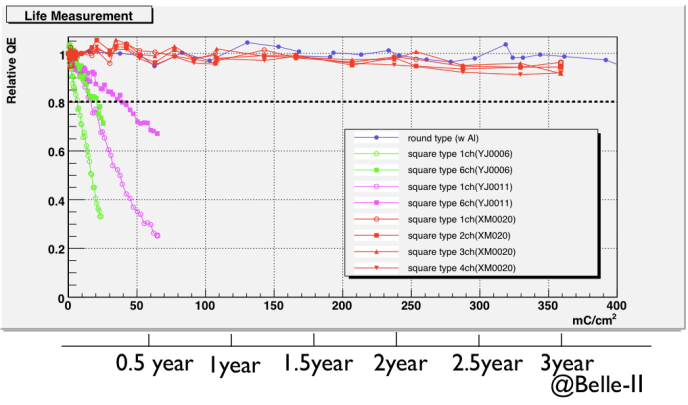 Life Measurement
Relative QE
1
0.8
0.6
0.4
0.2
0
0 50 100 150 200 250 300 350 400
mC/cm²
round type (w Al)
square type 1ch(YJ0006)
square type 6ch(YJ0006)
square type 1ch(YJ0011)
square type 6ch(YJ0011)
square type 1ch(XM0020)
square type 2ch(XM020)
square type 3ch(XM0020)
square type 4ch(XM0020)
0.5 year 1year 1.5year 2year 2.5year 3year
@Belle-II